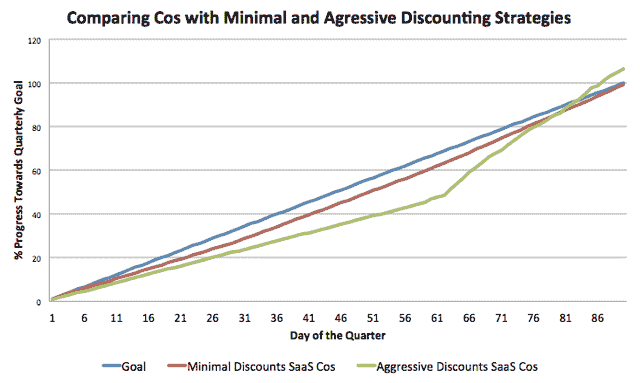 Comparing Cos with Minimal and Agressive Discounting Strategies
120
100
80
60
40
20
0
% Progress Towards Quarterly Goal
1 6 11 16 21 26 31 36 41 46 51 56 61 66 71 76 81 86
Day of the Quarter
Goal Minimal Discounts SaaS Cos Aggressive Discounts SaaS Cos